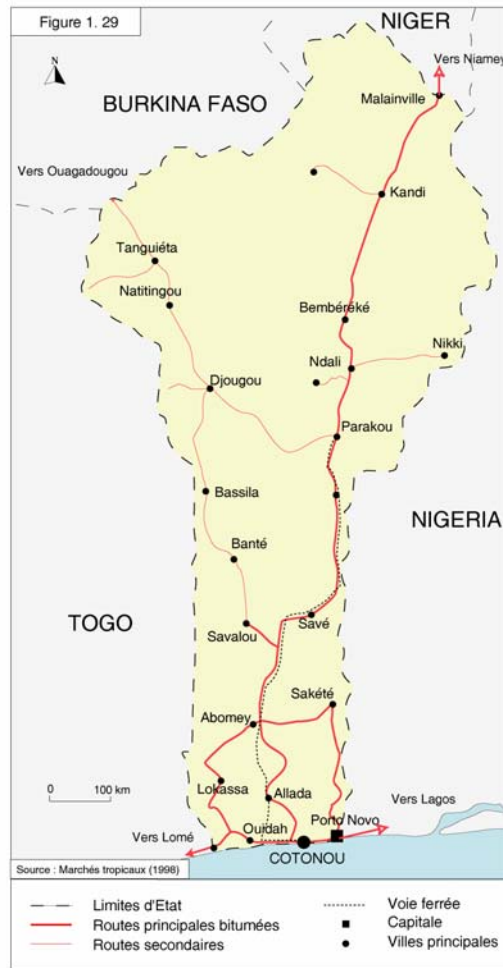 Figure 1. 29
NIGER
N
Vers Niamey
Malainville
BURKINA FASO
Vers Ouagadougou
Kandi
Tanguiéta
Natitingou
Bembéréké
Nikki
Ndali
Djougou
Parakou
Bassila
NIGERIA
Banté
TOGO
Savé
Savalou
Sakété
Abomey
Lokassa
Allada
0 100 km
Vers Lagos
Porto Novo
Vers Lomé
Ouidah
COTONOU
Source : Marchés tropicaux (1998)
Limites d'Etat
Routes principales bitumées
Routes secondaires
Voie ferrée
Capitale
Villes principales